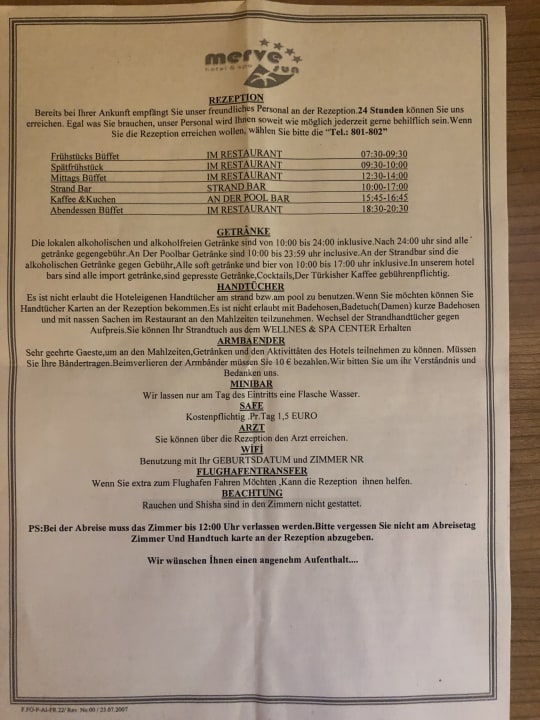 merve
sun
hotel & spa
REZEPTION
Bereits bei Ihrer Ankunft empfängt Sie unser freundliches Personal an der Rezeption.24 Stunden können Sie uns
erreichen. Egal was Sie brauchen, unser Personal wird Ihnen soweit wie möglich jederzeit gerne behilflich sein.Wenn
Sie die Rezeption erreichen wollen, wählen Sie bitte die "Tel.: 801-802"
Frühstücks Büffet IM RESTAURANT 07:30-09:30
Spätfrühstück IM RESTAURANT 09:30-10:00
Mittags Büffet IM RESTAURANT 12:30-14:00
Strand Bar STRAND BAR 10:00-17:00
Kaffee &Kuchen AN DER POOL BAR 15:45-16:45
Abendessen Büffet IM RESTAURANT 18:30-20:30
GETRÄNKE
Die lokalen alkoholischen und alkoholfreien Getränke sind von 10:00 bis 24:00 inklusive.Nach 24:00 uhr sind alle
getränke gegengebühr.An Der Poolbar Getränke sind 10:00 bis 23:59 uhr inclusive.An der Strandbar sind die
alkoholischen Getränke gegen Gebühr,Alle soft getränke und bier von 10:00 bis 17:00 uhr inklusive.In unserem hotel
bars sind alle import getränke,sind gepresste Getränke,Cocktails,Der Türkisher Kaffee gebührenpflichtig.
HANDTÜCHER
Es ist nicht erlaubt die Hoteleigenen Handtücher am strand bzw.am pool zu benutzen.Wenn Sie möchten können Sie
Handtücher Karten an der Rezeption bekommen.Es ist nicht erlaubt mit Badehosen,Badetuch(Damen) kurze Badehosen
und mit nassen Sachen im Restaurant an den Mahlzeiten teilzunehmen. Wechsel der Strandhandtücher gegen
Aufpreis.Sie können Ihr Strandtuch aus dem WELLNES & SPA CENTER Erhalten
ARMBAENDER
Sehr geehrte Gaeste,um an den Mahlzeiten,Getränken und den Aktivitäten des Hotels teilnehmen zu können. Müssen
Sie Ihre Bändertragen.Beimverlieren der Armbänder müssen Sie 10 € bezahlen.Wir bitten Sie um ihr Verständnis und
Bedanken uns.
MINIBAR
Wir lassen nur am Tag des Eintritts eine Flasche Wasser.
SAFE
Kostenpflichtig .Pr.Tag 1,5 EURO
ARZT
Sie können über die Rezeption den Arzt erreichen.
WİFİ
Benutzung mit Ihr GEBURTSDATUM und ZIMMER NR
FLUGHAFENTRANSFER
Wenn Sie extra zum Flughafen Fahren Möchten ,Kann die Rezeption ihnen helfen.
BEACHTUNG
Rauchen und Shisha sind in den Zimmern nicht gestattet.
PS:Bei der Abreise muss das Zimmer bis 12:00 Uhr verlassen werden.Bitte vergessen Sie nicht am Abreisetag
Zimmer Und Handtuch karte an der Rezeption abzugeben.
Wir wünschen İhnen einen angenehm Aufenthalt....
F.FO-P-Al-FR.22/ Rev. No:00 / 23.07.2007